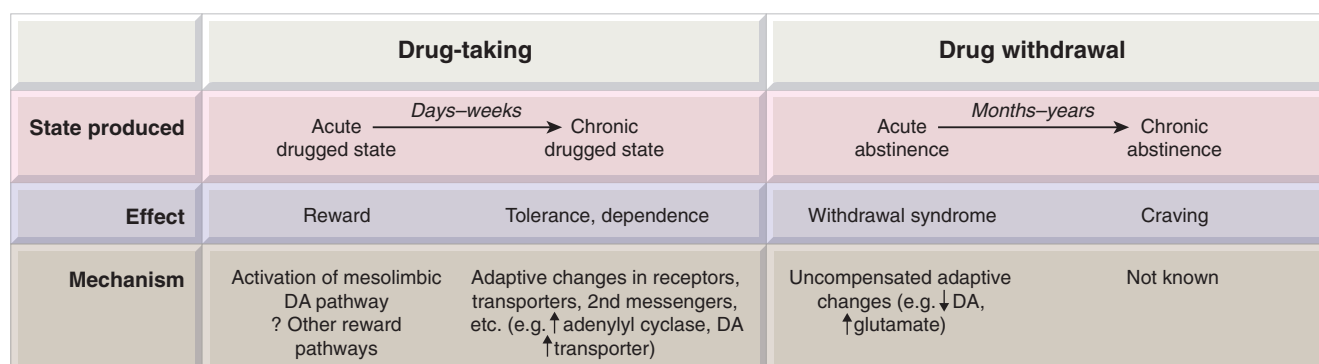 Drug-taking
Drug withdrawal
State produced
Days–weeks
Acute
drugged state
Chronic
drugged state
Months–years
Acute
abstinence
Chronic
abstinence
Effect
Reward
Tolerance, dependence
Withdrawal syndrome
Craving
Mechanism
Activation of mesolimbic
DA pathway
? Other reward
pathways
Adaptive changes in receptors,
transporters, 2nd messengers,
etc. (e.g. ↑ adenylyl cyclase, DA
↑ transporter)
Uncompensated adaptive
changes (e.g. ↓ DA,
↑ glutamate)
Not known